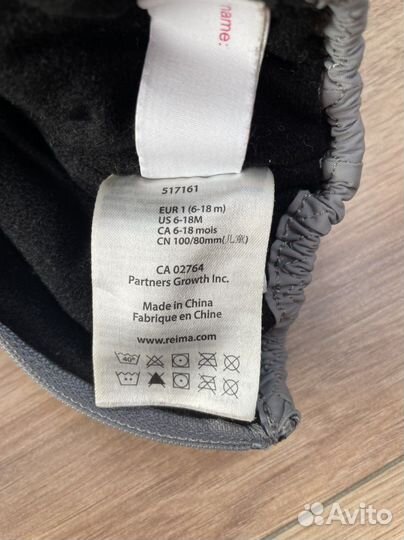 name:
517161
EUR 1 (6-18 m)
US 6-18M
CA 6-18 mois
CN 100/80mm(儿童)
CA 02764
Partners Growth Inc.
Made in China
Fabrique en Chine
www.reima.com
40°
Avito